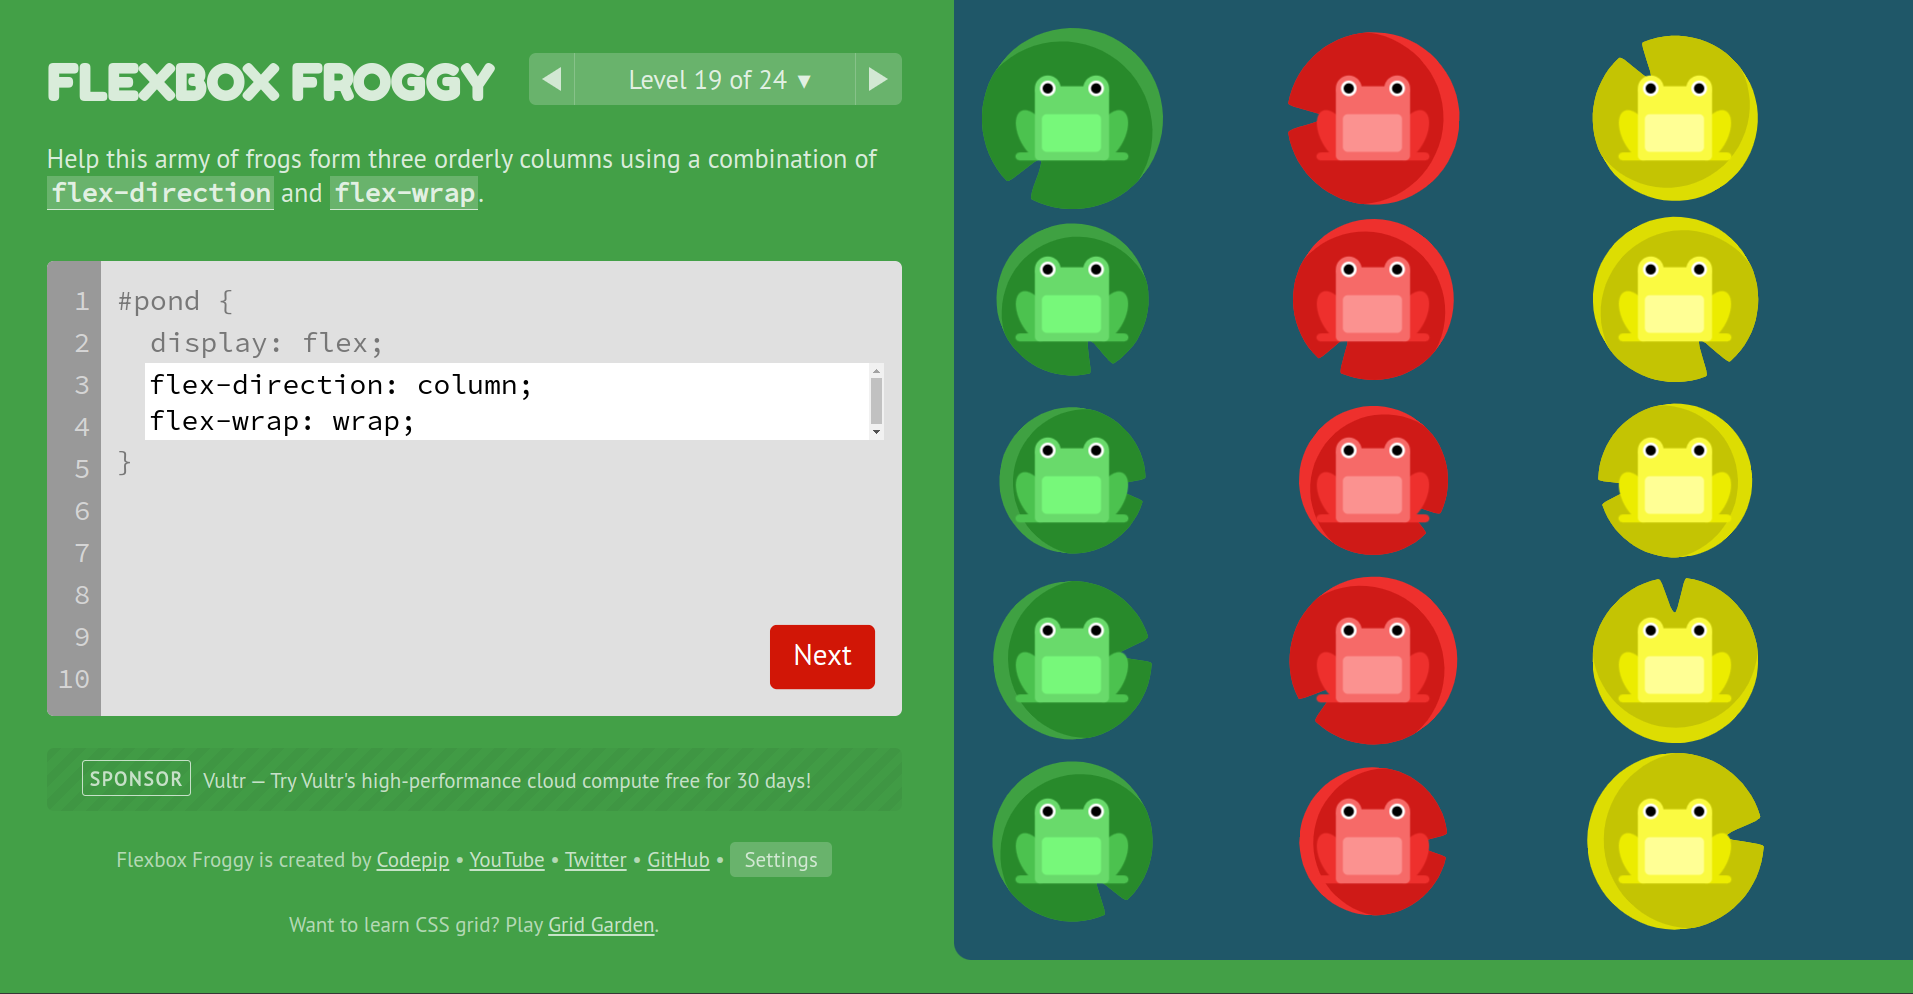 FLEXBOX FROGGY
Level 19 of 24 ▼
Help this army of frogs form three orderly columns using a combination of
flex-direction and flex-wrap.
1 #pond {
2 display: flex;
3 flex-direction: column;
4 flex-wrap: wrap;
5 }
6
7
8
9
10
Next
SPONSOR Vultr — Try Vultr's high-performance cloud compute free for 30 days!
Flexbox Froggy is created by Codepip • YouTube • Twitter • GitHub • Settings
Want to learn CSS grid? Play Grid Garden.